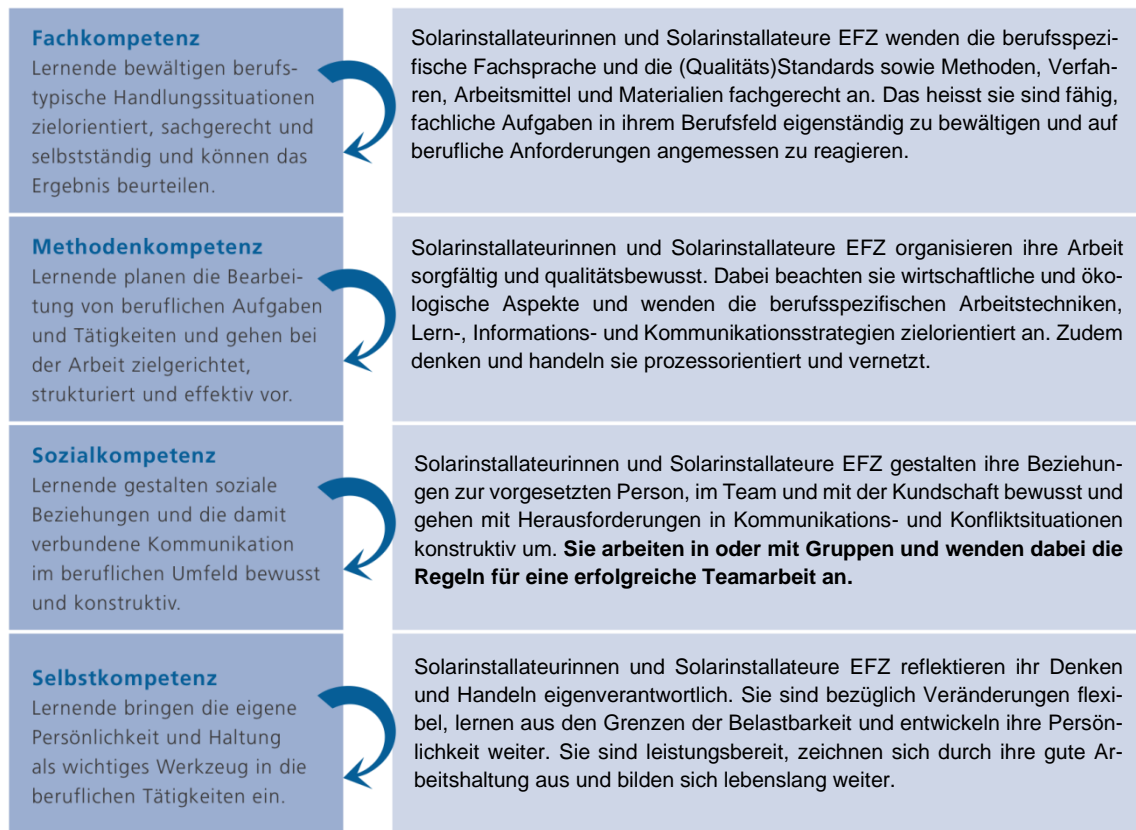 Fachkompetenz
Lernende bewältigen berufs-
typische Handlungssituationen
zielorientiert, sachgerecht und
selbstständig und können das
Ergebnis beurteilen.
Solarinstallateurinnen und Solarinstallateure EFZ wenden die berufsspezi-
fische Fachsprache und die (Qualitäts)Standards sowie Methoden, Verfah-
ren, Arbeitsmittel und Materialien fachgerecht an. Das heisst sie sind fähig,
fachliche Aufgaben in ihrem Berufsfeld eigenständig zu bewältigen und auf
berufliche Anforderungen angemessen zu reagieren.
Methodenkompetenz
Lernende planen die Bearbei-
tung von beruflichen Aufgaben
und Tätigkeiten und gehen bei
der Arbeit zielgerichtet,
strukturiert und effektiv vor.
Solarinstallateurinnen und Solarinstallateure EFZ organisieren ihre Arbeit
sorgfältig und qualitätsbewusst. Dabei beachten sie wirtschaftliche und öko-
logische Aspekte und wenden die berufsspezifischen Arbeitstechniken,
Lern-, Informations- und Kommunikationsstrategien zielorientiert an. Zudem
denken und handeln sie prozessorientiert und vernetzt.
Sozialkompetenz
Lernende gestalten soziale
Beziehungen und die damit
verbundene Kommunikation
im beruflichen Umfeld bewusst
und konstruktiv.
Solarinstallateurinnen und Solarinstallateure EFZ gestalten ihre Beziehun-
gen zur vorgesetzten Person, im Team und mit der Kundschaft bewusst und
gehen mit Herausforderungen in Kommunikations- und Konfliktsituationen
konstruktiv um. Sie arbeiten in oder mit Gruppen und wenden dabei die
Regeln für eine erfolgreiche Teamarbeit an.
Selbstkompetenz
Lernende bringen die eigene
Persönlichkeit und Haltung
als wichtiges Werkzeug in die
beruflichen Tätigkeiten ein.
Solarinstallateurinnen und Solarinstallateure EFZ reflektieren ihr Denken
und Handeln eigenverantwortlich. Sie sind bezüglich Veränderungen flexi-
bel, lernen aus den Grenzen der Belastbarkeit und entwickeln ihre Persön-
lichkeit weiter. Sie sind leistungsbereit, zeichnen sich durch ihre gute Ar-
beitshaltung aus und bilden sich lebenslang weiter.